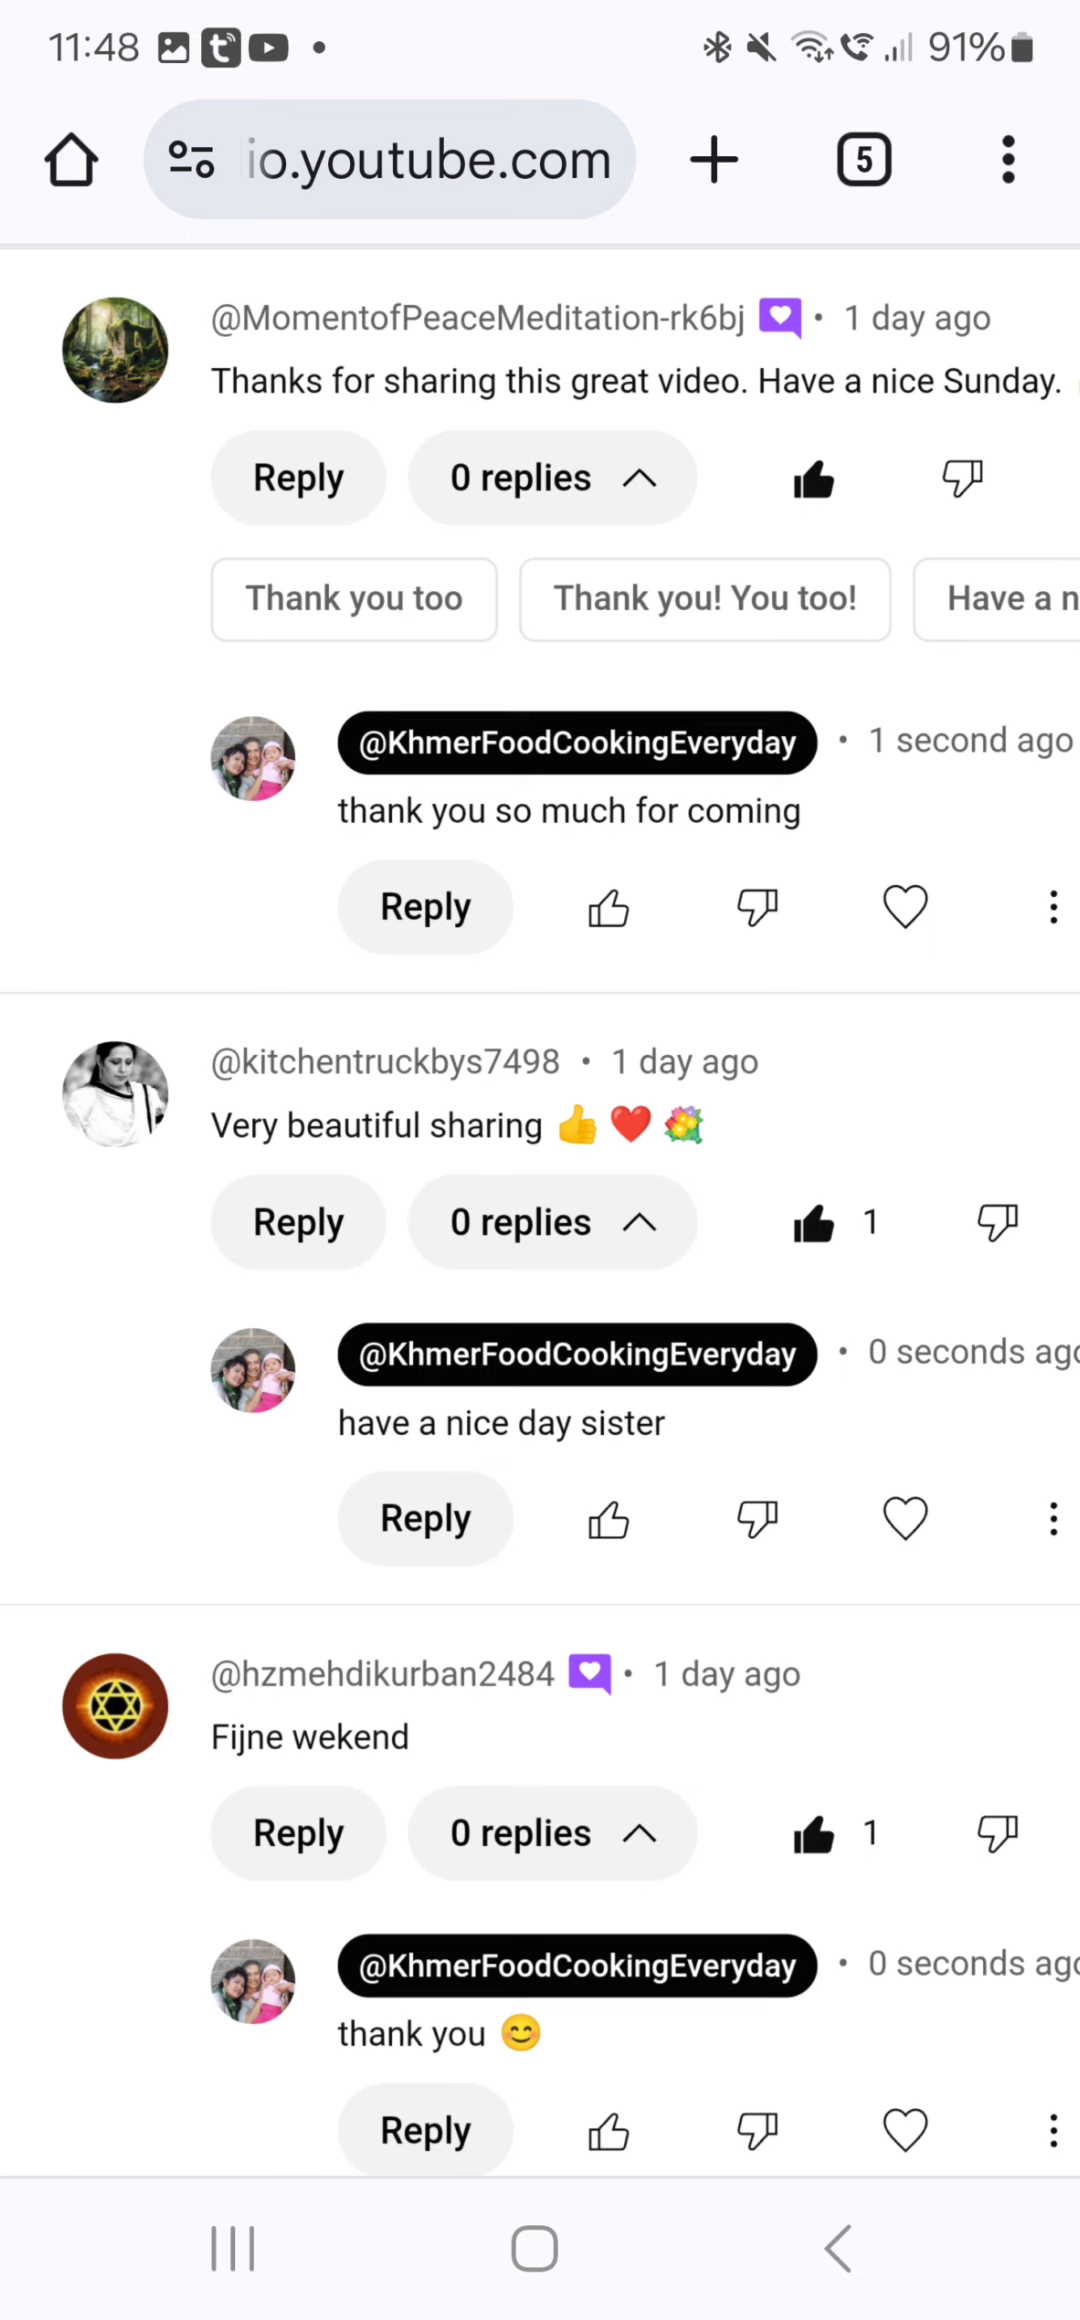 11:48 91%
io.youtube.com 5
@MomentofPeaceMeditation-rk6bj • 1 day ago
Thanks for sharing this great video. Have a nice Sunday.
Reply 0 replies
Thank you too Thank you! You too! Have a n
@KhmerFoodCookingEveryday • 1 second ago
thank you so much for coming
Reply
@kitchentruckbys7498 • 1 day ago
Very beautiful sharing 👍 ❤️ 💐
Reply 0 replies 1
@KhmerFoodCookingEveryday • 0 seconds ago
have a nice day sister
Reply
@hzmehdikurban2484 • 1 day ago
Fijne wekend
Reply 0 replies 1
@KhmerFoodCookingEveryday • 0 seconds ago
thank you 😊
Reply